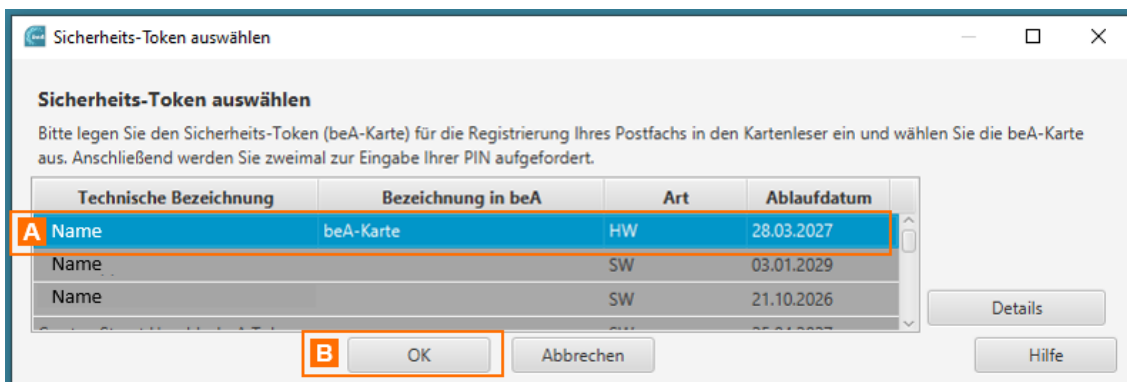 Sicherheits-Token auswählen
Sicherheits-Token auswählen
Bitte legen Sie den Sicherheits-Token (beA-Karte) für die Registrierung Ihres Postfachs in den Kartenleser ein und wählen Sie die beA-Karte
aus. Anschließend werden Sie zweimal zur Eingabe Ihrer PIN aufgefordert.
Technische Bezeichnung Bezeichnung in beA Art Ablaufdatum
A Name beA-Karte HW 28.03.2027
Name SW 03.01.2029
Name SW 21.10.2026
Details
B OK Abbrechen Hilfe